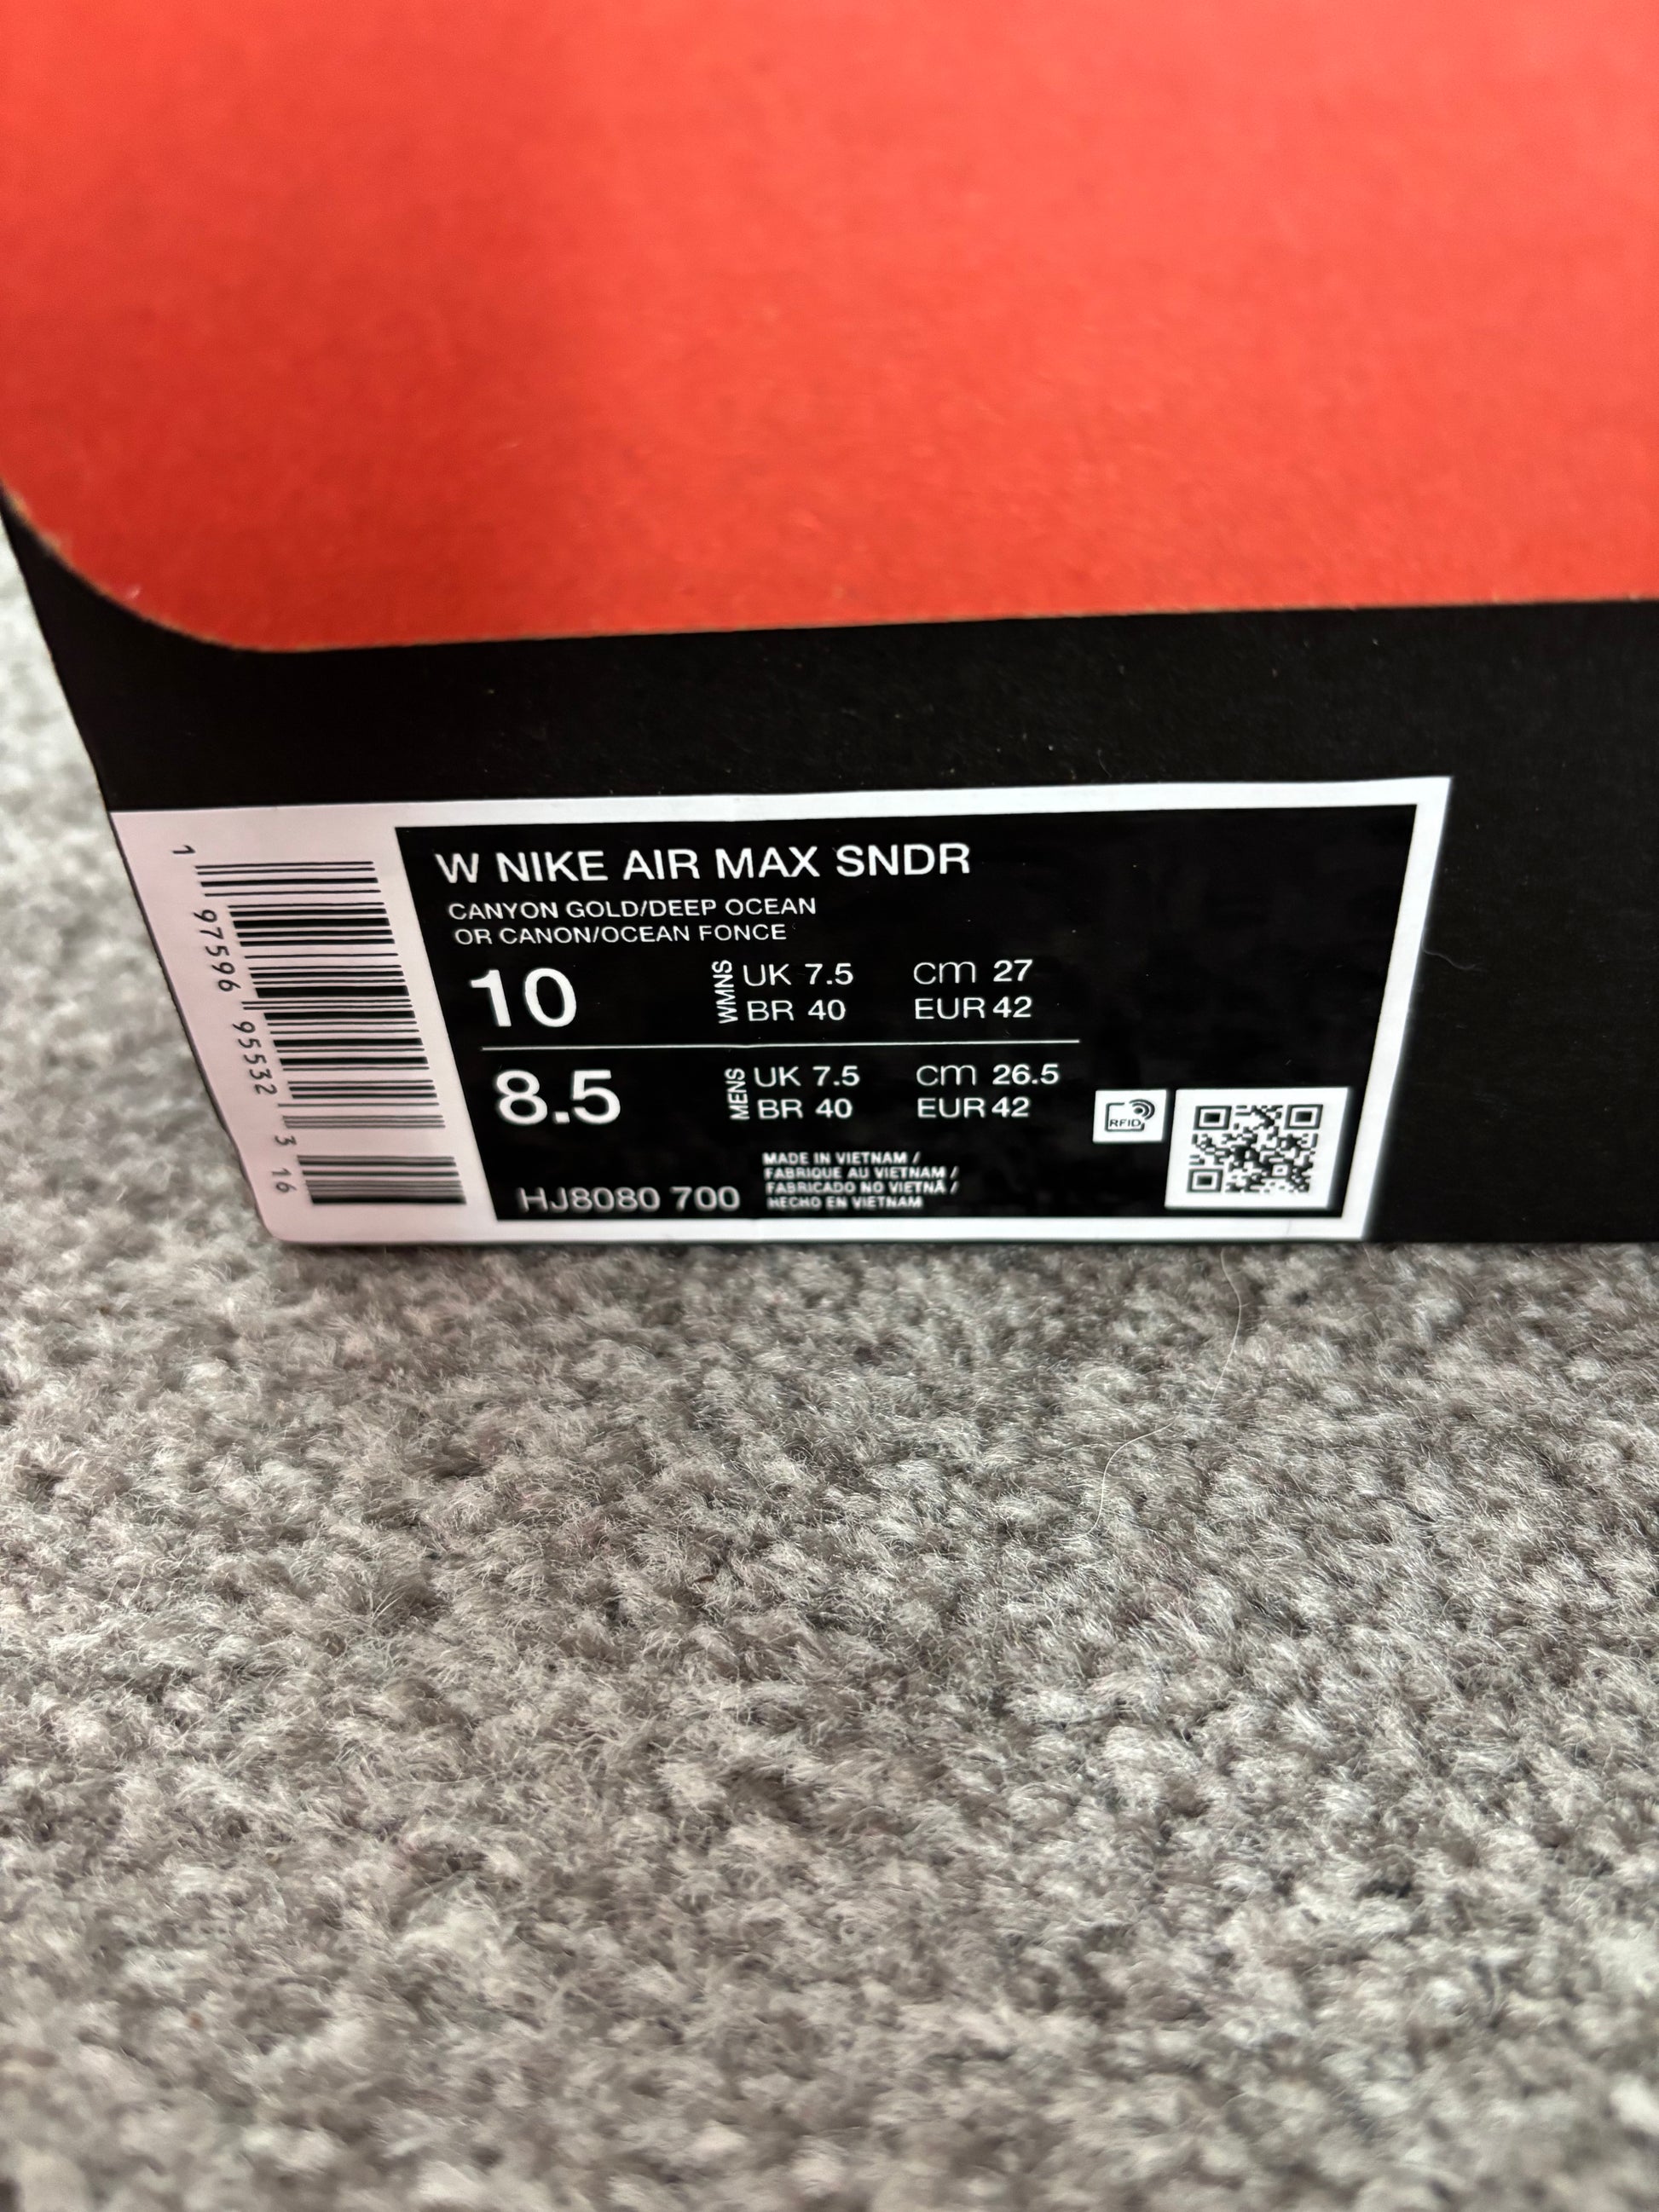 W NIKE AIR MAX SNDR
CANYON GOLD/DEEP OCEAN
OR CANON/OCEAN FONCE
10 WMNS UK 7.5 cm 27
BR 40 EUR 42
8.5 MENS UK 7.5 cm 26.5
BR 40 EUR 42
RFID
HJ8080 700
MADE IN VIETNAM /
FABRIQUE AU VIETNAM /
FABRICADO NO VIETNÃ /
HECHO EN VIETNAM
1 97596 95532 3 16